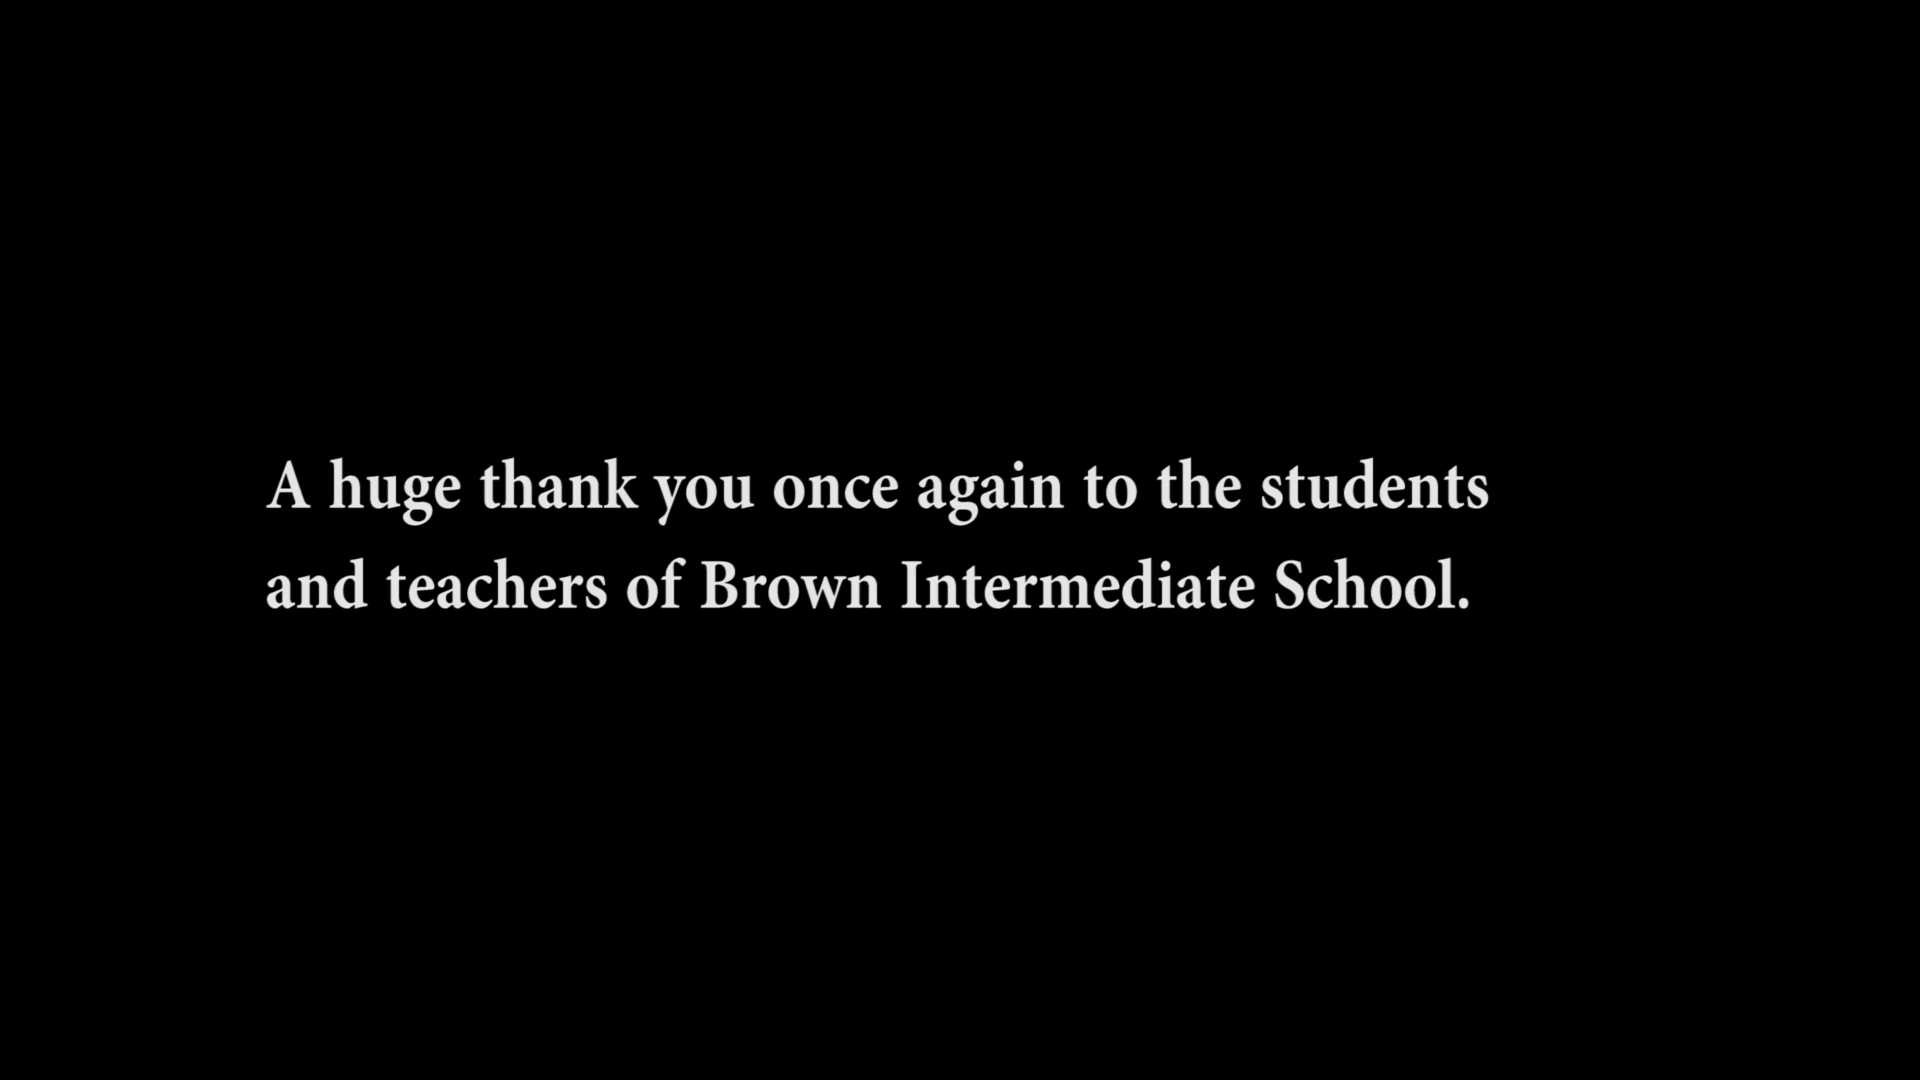 A huge thank you once again to the students
and teachers of Brown Intermediate School.